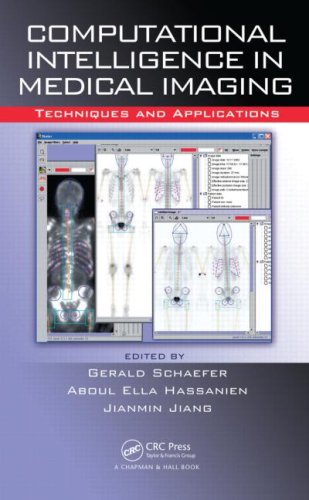 COMPUTATIONAL
INTELLIGENCE IN
MEDICAL IMAGING
TECHNIQUES AND APPLICATIONS
EDITED BY
GERALD SCHAEFER
ABOUL ELLA HASSANIEN
JIANMIN JIANG
CRC
CRC Press
Taylor & Francis Group
A CHAPMAN & HALL BOOK